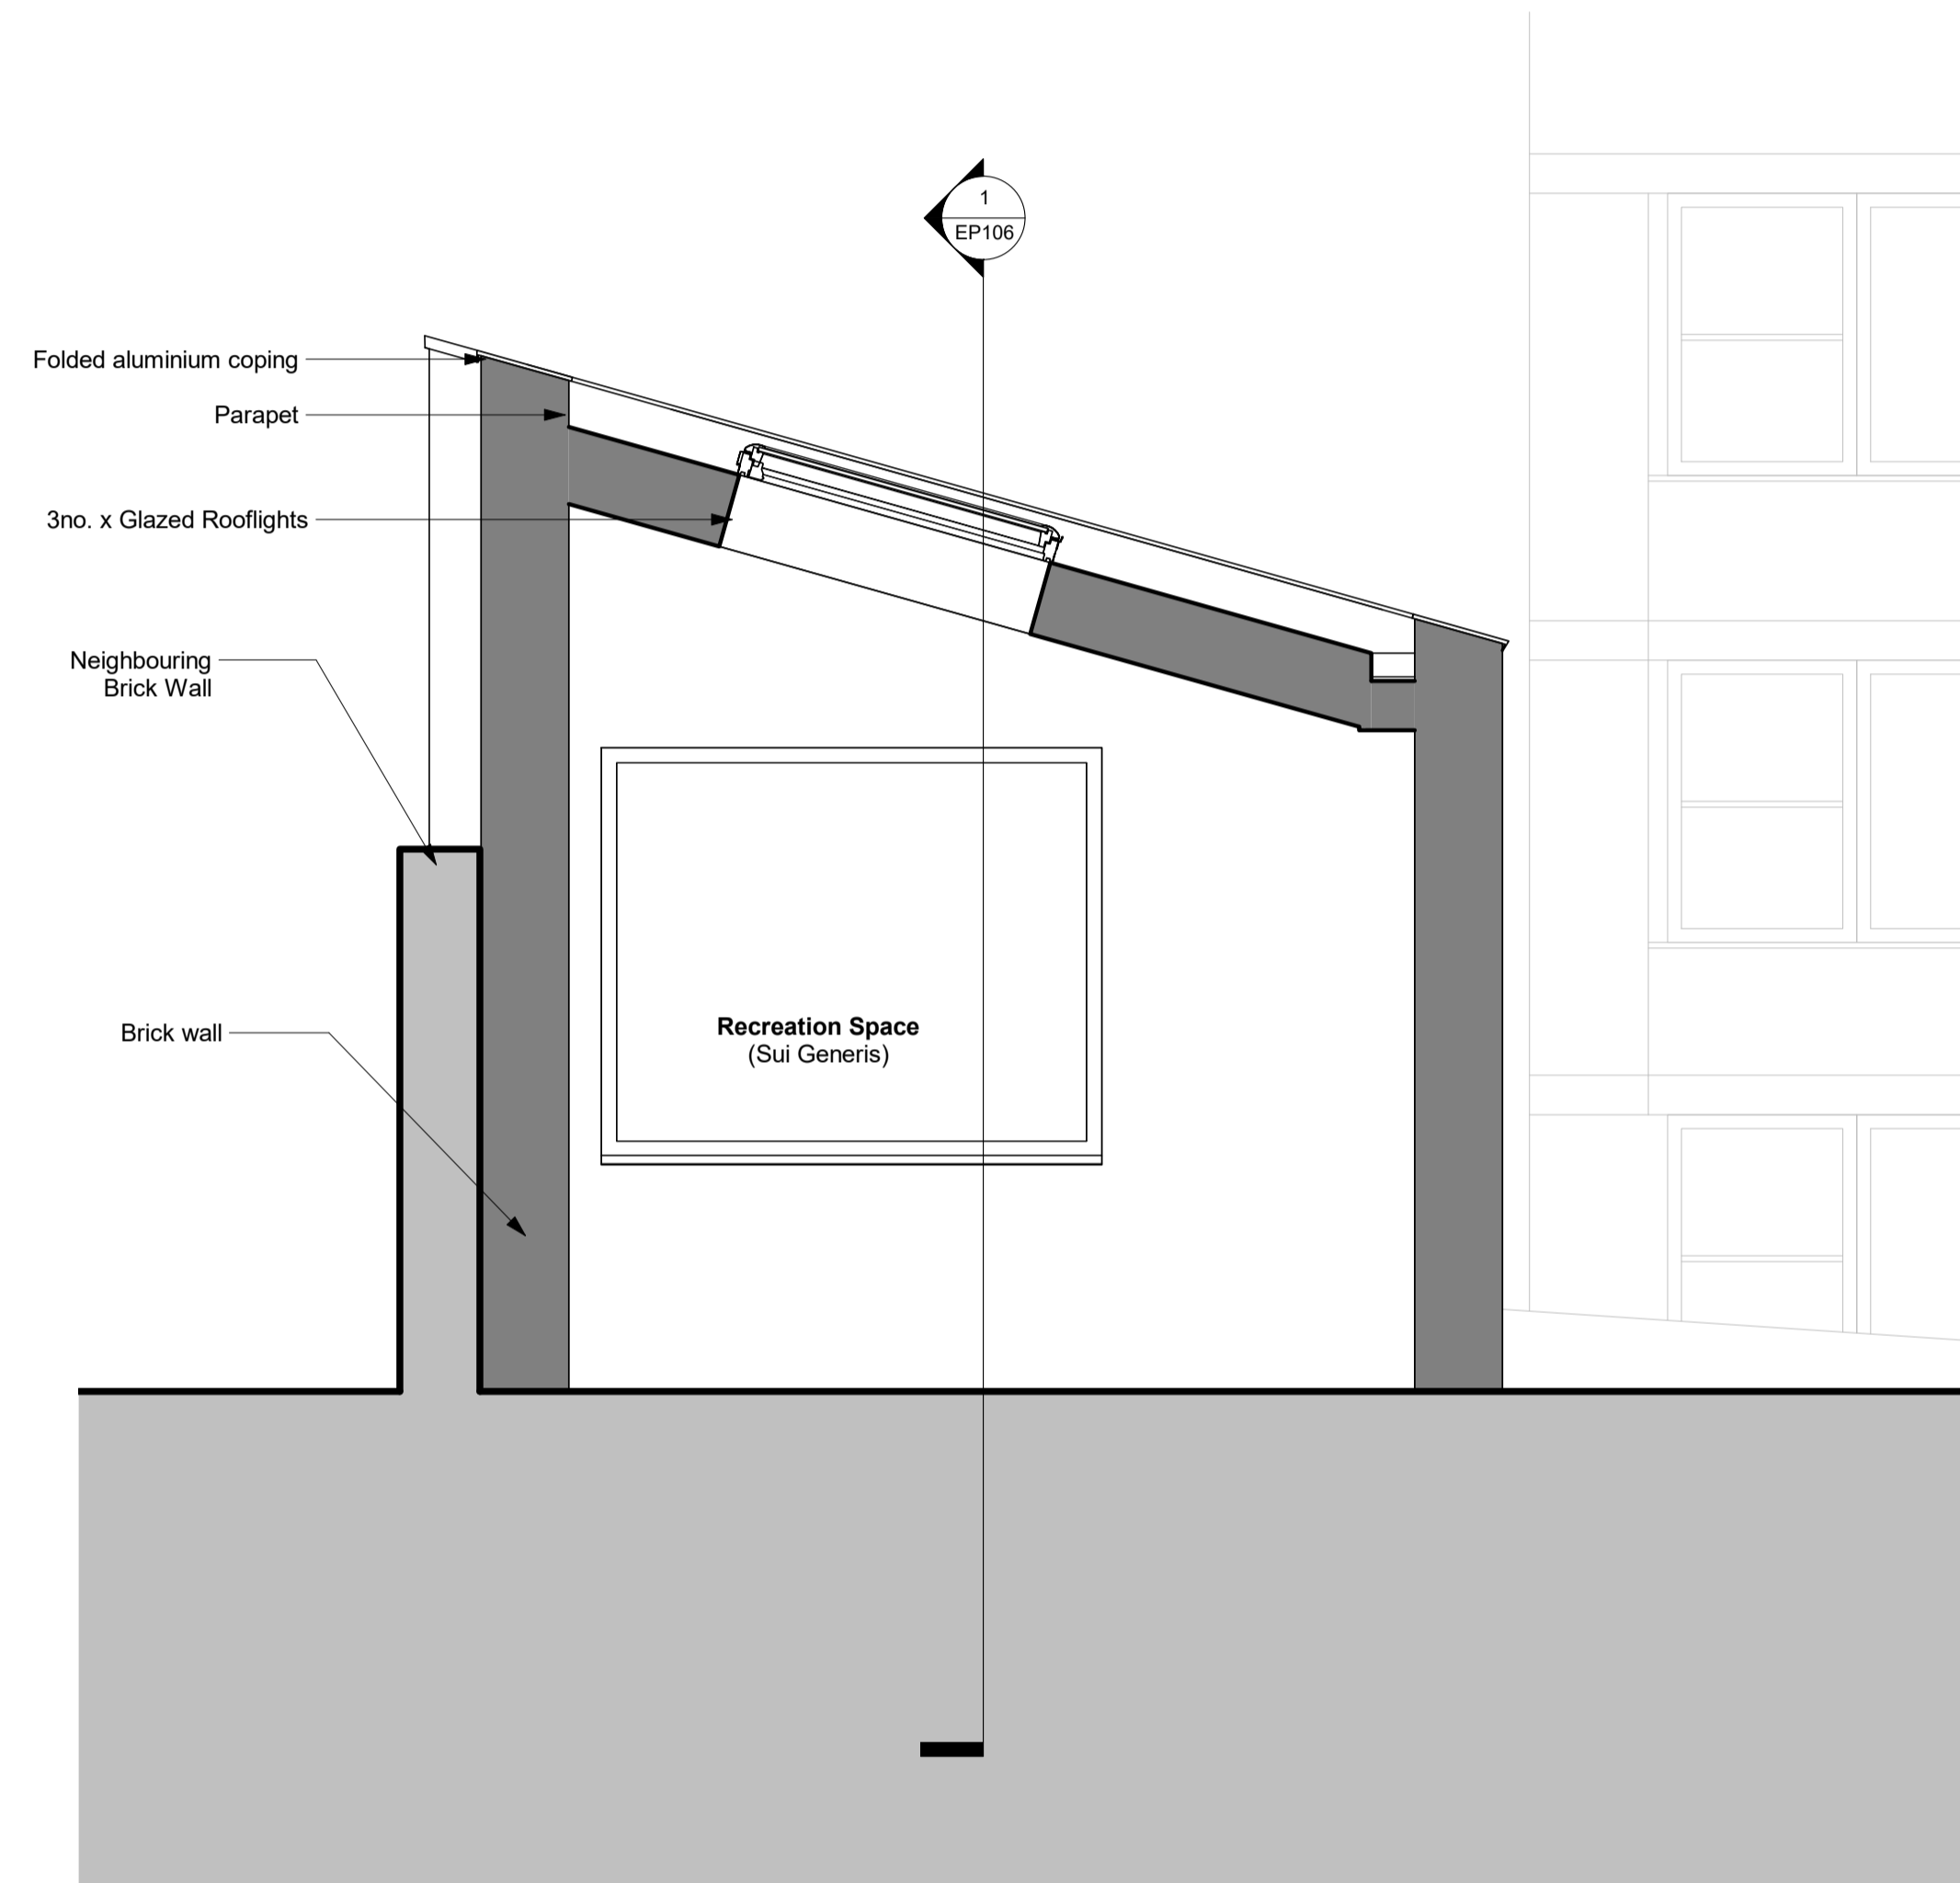 1
EP106
Folded aluminium coping
Parapet
3no. x Glazed Rooflights
Neighbouring
Brick Wall
Brick wall
Recreation Space
(Sui Generis)